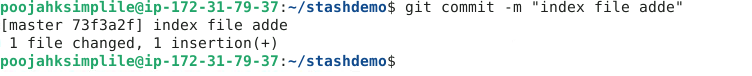 poojahksimplile@ip-172-31-79-37:~/stashdemo$ git commit -m "index file adde"
[master 73f3a2f] index file adde
 1 file changed, 1 insertion(+)
poojahksimplile@ip-172-31-79-37:~/stashdemo$